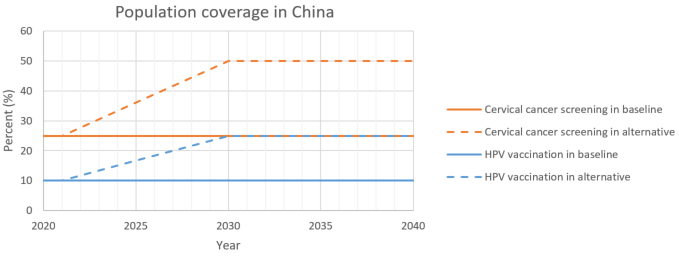 Population coverage in China
60
50
40
30
20
10
0
Percent (%)
2020 2025 2030 2035 2040
Year
Cervical cancer screening in baseline
Cervical cancer screening in alternative
HPV vaccination in baseline
HPV vaccination in alternative